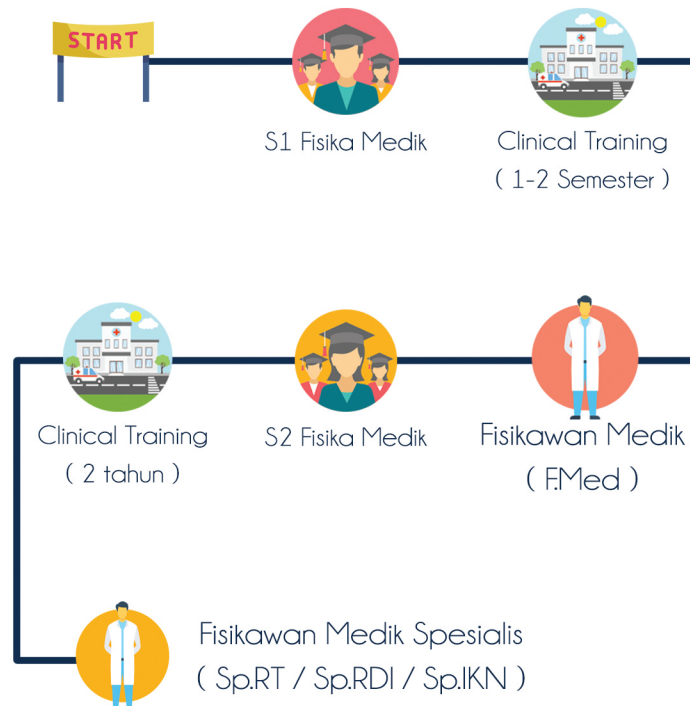 START
S1 Fisika Medik
Clinical Training
( 1-2 Semester )
Fisikawan Medik
( F.Med )
S2 Fisika Medik
Clinical Training
( 2 tahun )
Fisikawan Medik Spesialis
( Sp.RT / Sp.RDI / Sp.IKN )